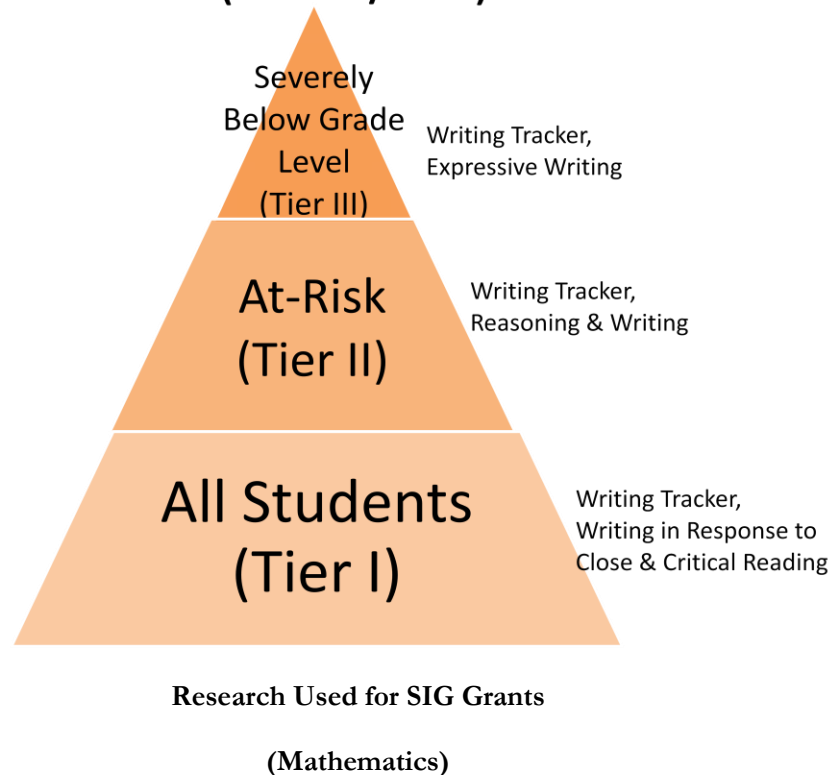 Severely
Below Grade
Level
(Tier III)
Writing Tracker,
Expressive Writing
At-Risk
(Tier II)
Writing Tracker,
Reasoning & Writing
All Students
(Tier I)
Writing Tracker,
Writing in Response to
Close & Critical Reading
Research Used for SIG Grants
(Mathematics)